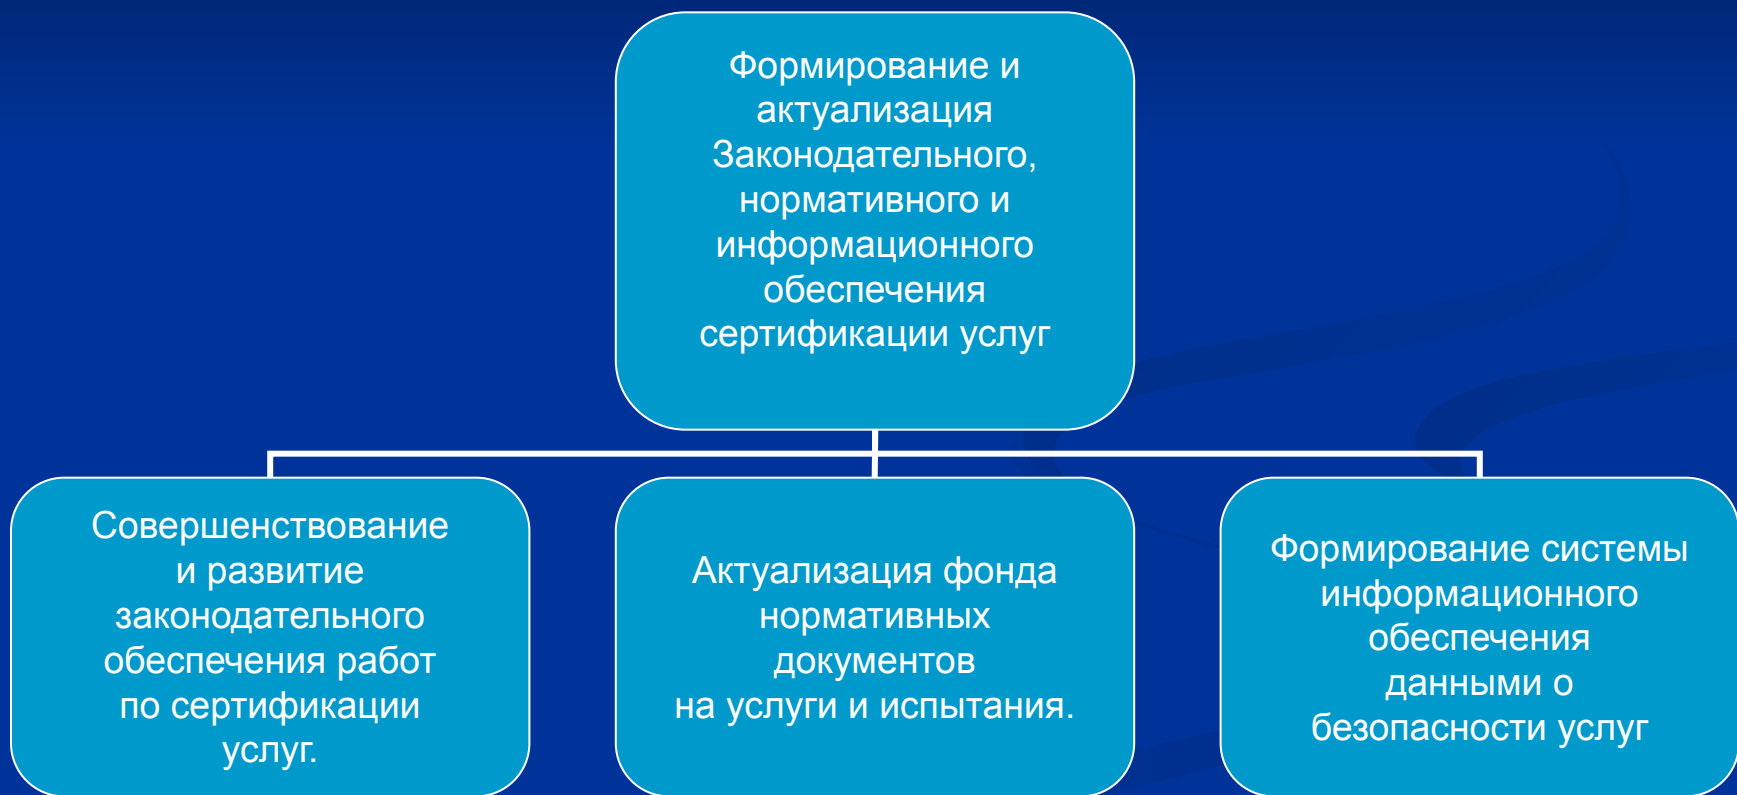 Формирование и
актуализация
Законодательного,
нормативного и
информационного
обеспечения
сертификации услуг
Совершенствование
и развитие
законодательного
обеспечения работ
по сертификации
услуг.
Актуализация фонда
нормативных
документов
на услуги и испытания.
Формирование системы
информационного
обеспечения
данными о
безопасности услуг